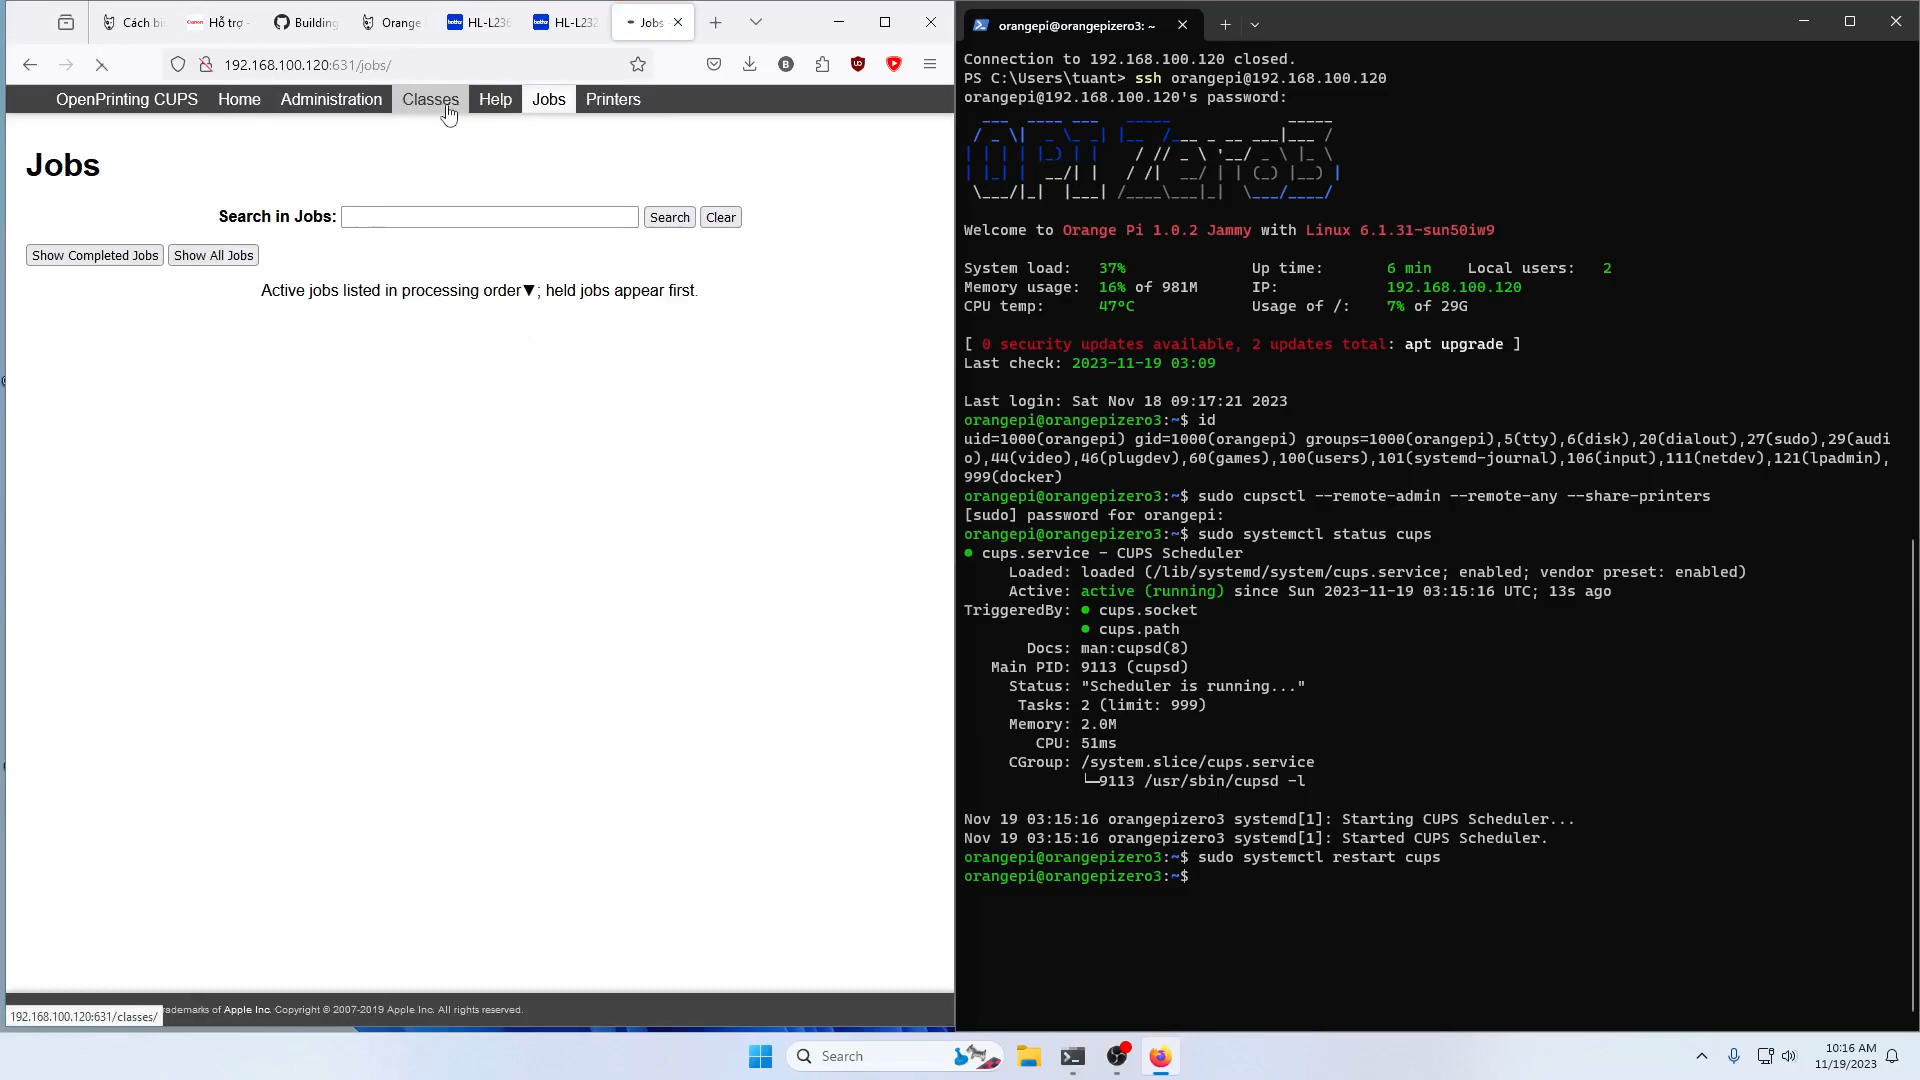 Cách bi
Hỗ trợ -
Building
Orange
HL-L236
HL-L232
Jobs -
192.168.100.120:631/jobs/
OpenPrinting CUPS Home Administration Classes Help Jobs Printers
Jobs
Search in Jobs: Search Clear
Show Completed Jobs Show All Jobs
Active jobs listed in processing order▼; held jobs appear first.
rademarks of Apple Inc. Copyright © 2007-2019 Apple Inc. All rights reserved.
192.168.100.120:631/classes/
orangepi@orangepizero3: ~
Connection to 192.168.100.120 closed.
PS C:\Users\tuant> ssh orangepi@192.168.100.120
orangepi@192.168.100.120's password:
OPI Zero3
Welcome to Orange Pi 1.0.2 Jammy with Linux 6.1.31-sun50iw9
System load: 37% Up time: 6 min Local users: 2
Memory usage: 16% of 981M IP: 192.168.100.120
CPU temp: 47°C Usage of /: 7% of 29G
[ 0 security updates available, 2 updates total: apt upgrade ]
Last check: 2023-11-19 03:09
Last login: Sat Nov 18 09:17:21 2023
orangepi@orangepizero3:~$ id
uid=1000(orangepi) gid=1000(orangepi) groups=1000(orangepi),5(tty),6(disk),20(dialout),27(sudo),29(audi
o),44(video),46(plugdev),60(games),100(users),101(systemd-journal),106(input),111(netdev),121(lpadmin),
999(docker)
orangepi@orangepizero3:~$ sudo cupsctl --remote-admin --remote-any --share-printers
[sudo] password for orangepi:
orangepi@orangepizero3:~$ sudo systemctl status cups
● cups.service - CUPS Scheduler
Loaded: loaded (/lib/systemd/system/cups.service; enabled; vendor preset: enabled)
Active: active (running) since Sun 2023-11-19 03:15:16 UTC; 13s ago
TriggeredBy: ● cups.socket
● cups.path
Docs: man:cupsd(8)
Main PID: 9113 (cupsd)
Status: "Scheduler is running..."
Tasks: 2 (limit: 999)
Memory: 2.0M
CPU: 51ms
CGroup: /system.slice/cups.service
└─9113 /usr/sbin/cupsd -l
Nov 19 03:15:16 orangepizero3 systemd[1]: Starting CUPS Scheduler...
Nov 19 03:15:16 orangepizero3 systemd[1]: Started CUPS Scheduler.
orangepi@orangepizero3:~$ sudo systemctl restart cups
orangepi@orangepizero3:~$
Search
10:16 AM
11/19/2023